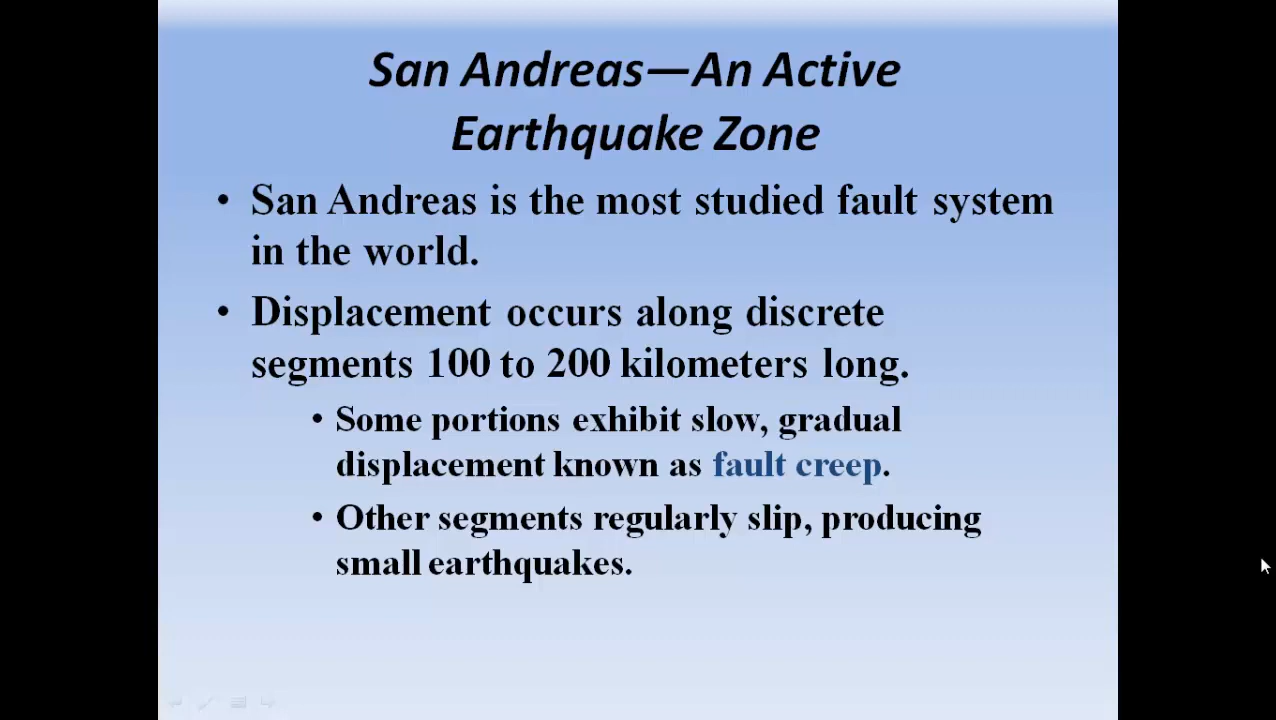 San Andreas—An Active
Earthquake Zone
• San Andreas is the most studied fault system
in the world.
• Displacement occurs along discrete
segments 100 to 200 kilometers long.
• Some portions exhibit slow, gradual
displacement known as fault creep.
• Other segments regularly slip, producing
small earthquakes.